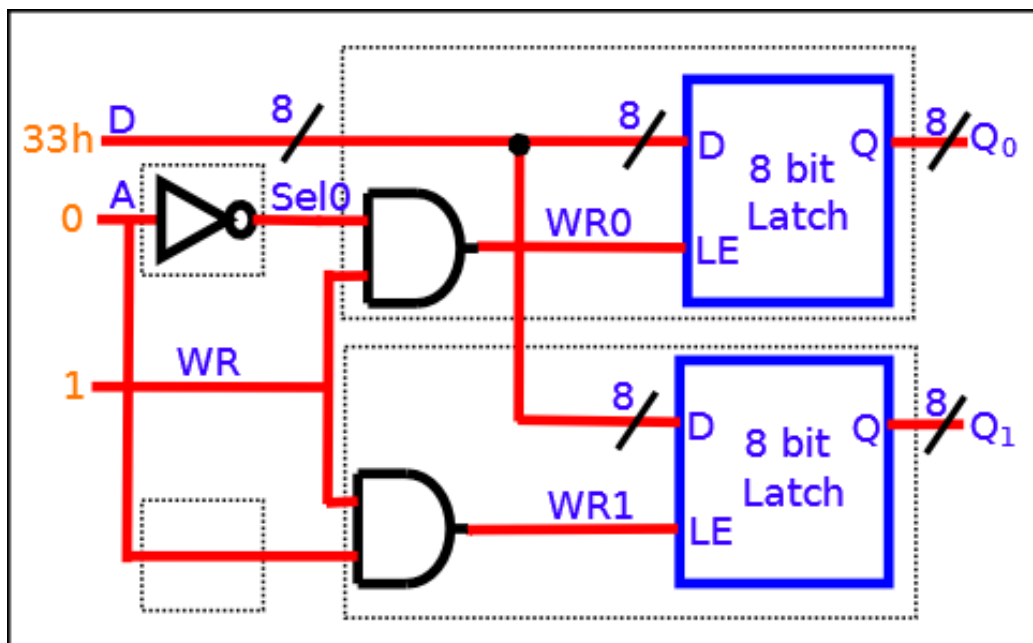 33h D 8 8 D Q 8 Q0
8 bit
Latch
0 A Sel0 WR0 LE
1 WR
8 D Q 8 Q1
8 bit
Latch
WR1 LE